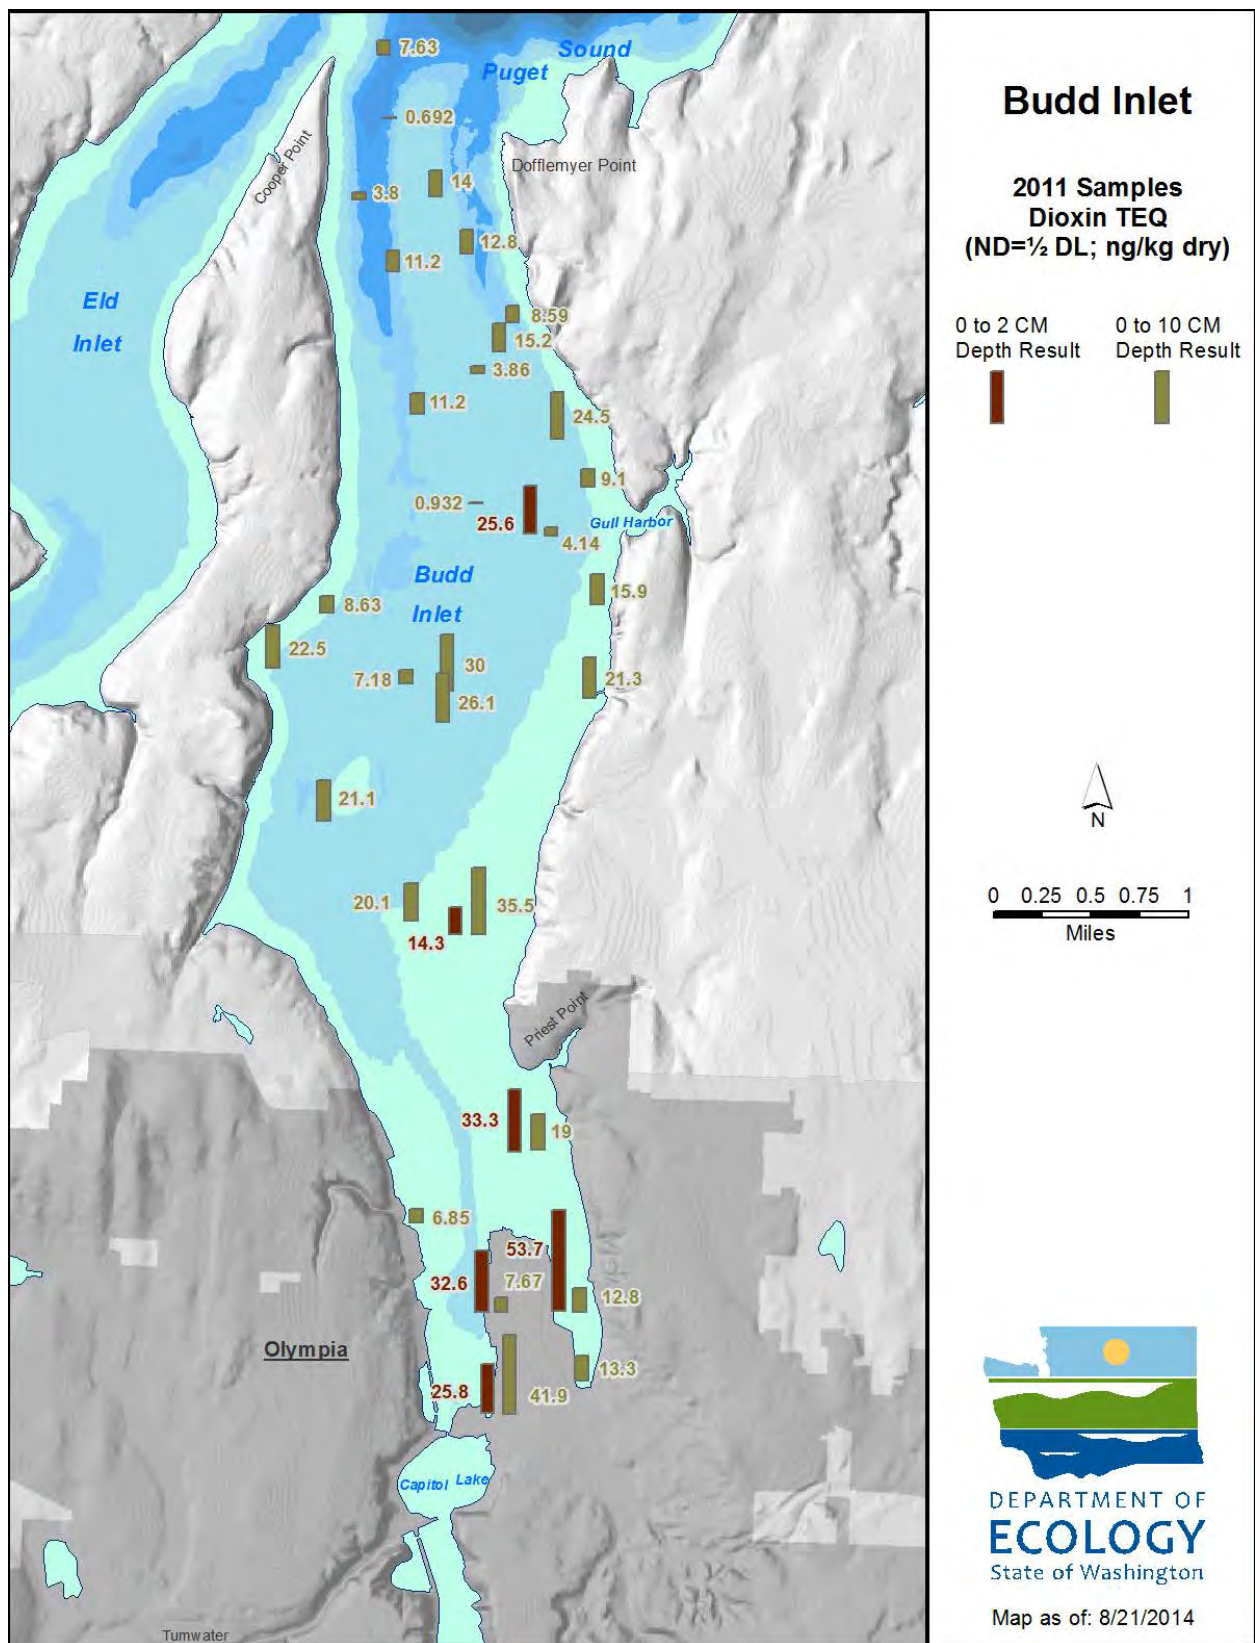 7.63
Sound
Puget
0.692
Cooper Point
Dofflemyer Point
14
3.8
12.8
11.2
Eld
Inlet
8.59
15.2
3.86
11.2
24.5
9.1
0.932
25.6
Gull Harbor
4.14
Budd
Inlet
15.9
8.63
22.5
30
7.18
21.3
26.1
21.1
20.1
35.5
14.3
Priest Point
33.3
19
6.85
53.7
32.6
7.67
12.8
Olympia
13.3
25.8
41.9
Capitol Lake
Tumwater
Budd Inlet
2011 Samples
Dioxin TEQ
(ND=½ DL; ng/kg dry)
0 to 2 CM
Depth Result
0 to 10 CM
Depth Result
N
0 0.25 0.5 0.75 1
Miles
DEPARTMENT OF
ECOLOGY
State of Washington
Map as of: 8/21/2014